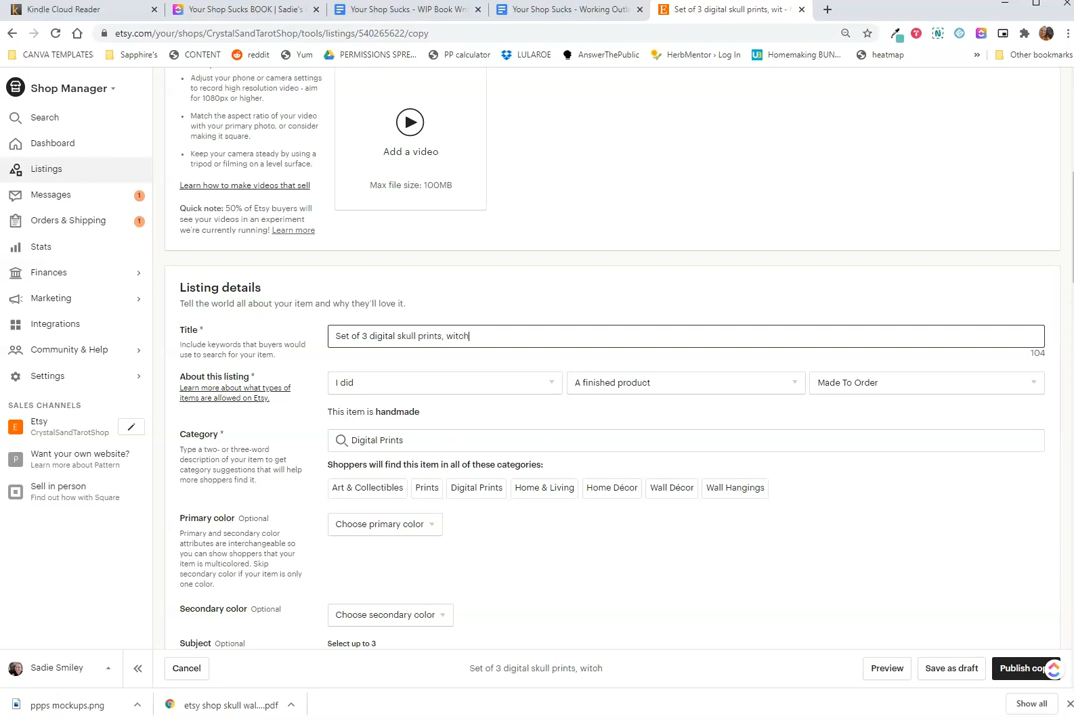 Kindle Cloud Reader
Your Shop Sucks BOOK | Sadie's
Your Shop Sucks - WIP Book Wr
Your Shop Sucks - Working Outl
Set of 3 digital skull prints, wit -
etsy.com/your/shops/CrystalSandTarotShop/tools/listings/540265622/copy
CANVA TEMPLATES
Sapphire's
CONTENT
reddit
Yum
PERMISSIONS SPRE...
PP calculator
LULAROE
AnswerThePublic
HerbMentor › Log In
Homemaking BUN...
heatmap
»
Other bookmarks
Shop Manager
Search
Dashboard
Listings
Messages 1
Orders & Shipping 1
Stats
Finances
Marketing
Integrations
Community & Help
Settings
SALES CHANNELS
Etsy
CrystalSandTarotShop
Want your own website?
Learn more about Pattern
Sell in person
Find out how with Square
Sadie Smiley
• Adjust your phone or camera settings
to record high resolution video - aim
for 1080px or higher.
• Match the aspect ratio of your video
with your primary photo, or consider
making it square.
• Keep your camera steady by using a
tripod or filming on a level surface.
Learn how to make videos that sell
Quick note: 50% of Etsy buyers will
see your videos in an experiment
we're currently running! Learn more
Add a video
Max file size: 100MB
Listing details
Tell the world all about your item and why they'll love it.
Title *
Include keywords that buyers would
use to search for your item.
Set of 3 digital skull prints, witch
104
About this listing *
Learn more about what types of
items are allowed on Etsy.
I did
A finished product
Made To Order
This item is handmade
Category *
Type a two- or three-word
description of your item to get
category suggestions that will help
more shoppers find it.
Digital Prints
Shoppers will find this item in all of these categories:
Art & Collectibles
Prints
Digital Prints
Home & Living
Home Décor
Wall Décor
Wall Hangings
Primary color Optional
Primary and secondary color
attributes are interchangeable so
you can show shoppers that your
item is multicolored. Skip
secondary color if your item is only
one color.
Choose primary color
Secondary color Optional
Choose secondary color
Subject Optional
Select up to 3
Cancel
Set of 3 digital skull prints, witch
Preview
Save as draft
Publish cop
ppps mockups.png
etsy shop skull wal....pdf
Show all